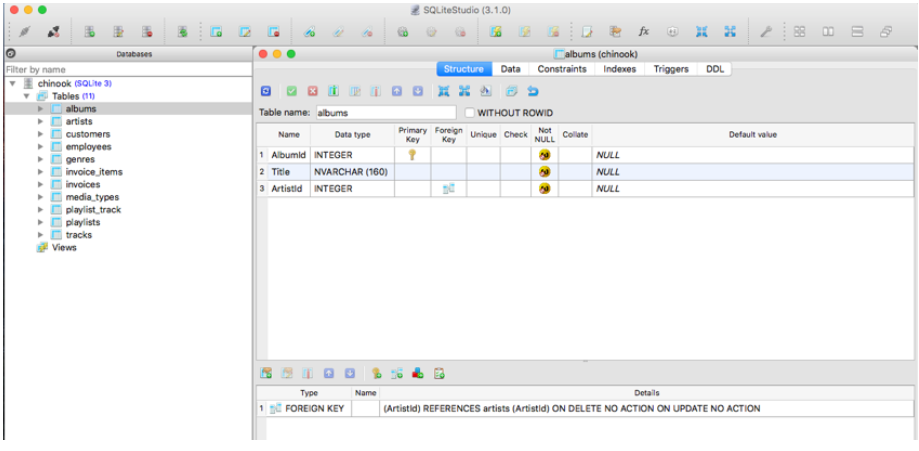 SQLiteStudio (3.1.0)
fx
Databases
Filter by name
chinook (SQLite 3)
Tables (11)
albums
artists
customers
employees
genres
invoice_items
invoices
media_types
playlist_track
playlists
tracks
Views
albums (chinook)
Structure Data Constraints Indexes Triggers DDL
Table name: albums WITHOUT ROWID
Name Data type Primary Key Foreign Key Unique Check Not NULL Collate Default value
1 AlbumId INTEGER NULL
2 Title NVARCHAR (160) NULL
3 ArtistId INTEGER NULL
Type Name Details
1 FOREIGN KEY (ArtistId) REFERENCES artists (ArtistId) ON DELETE NO ACTION ON UPDATE NO ACTION